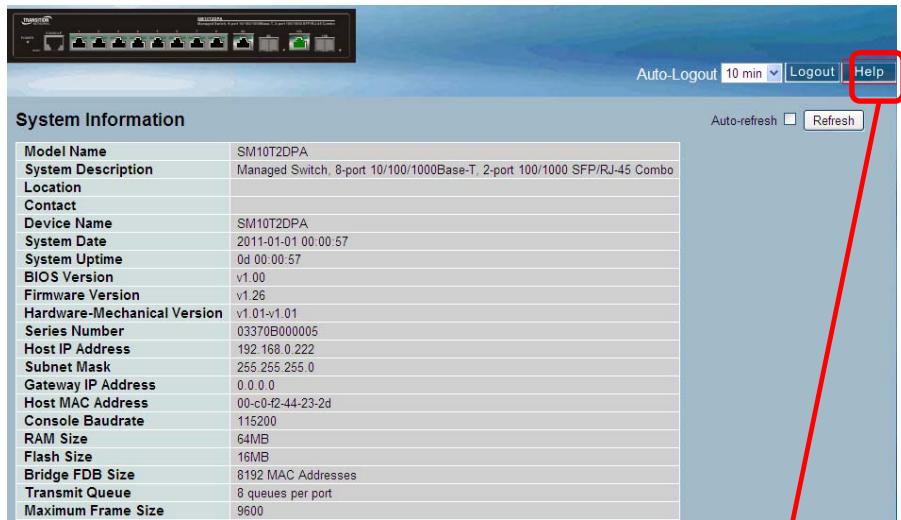 TRANSITION
SM10T2DPA
Auto-Logout 10 min Logout Help
System Information
Auto-refresh Refresh
Model Name SM10T2DPA
System Description Managed Switch, 8-port 10/100/1000Base-T, 2-port 100/1000 SFP/RJ-45 Combo
Location
Contact
Device Name SM10T2DPA
System Date 2011-01-01 00:00:57
System Uptime 0d 00:00:57
BIOS Version v1.00
Firmware Version v1.26
Hardware-Mechanical Version v1.01-v1.01
Series Number 03370B000005
Host IP Address 192.168.0.222
Subnet Mask 255.255.255.0
Gateway IP Address 0.0.0.0
Host MAC Address 00-c0-f2-44-23-2d
Console Baudrate 115200
RAM Size 64MB
Flash Size 16MB
Bridge FDB Size 8192 MAC Addresses
Transmit Queue 8 queues per port
Maximum Frame Size 9600